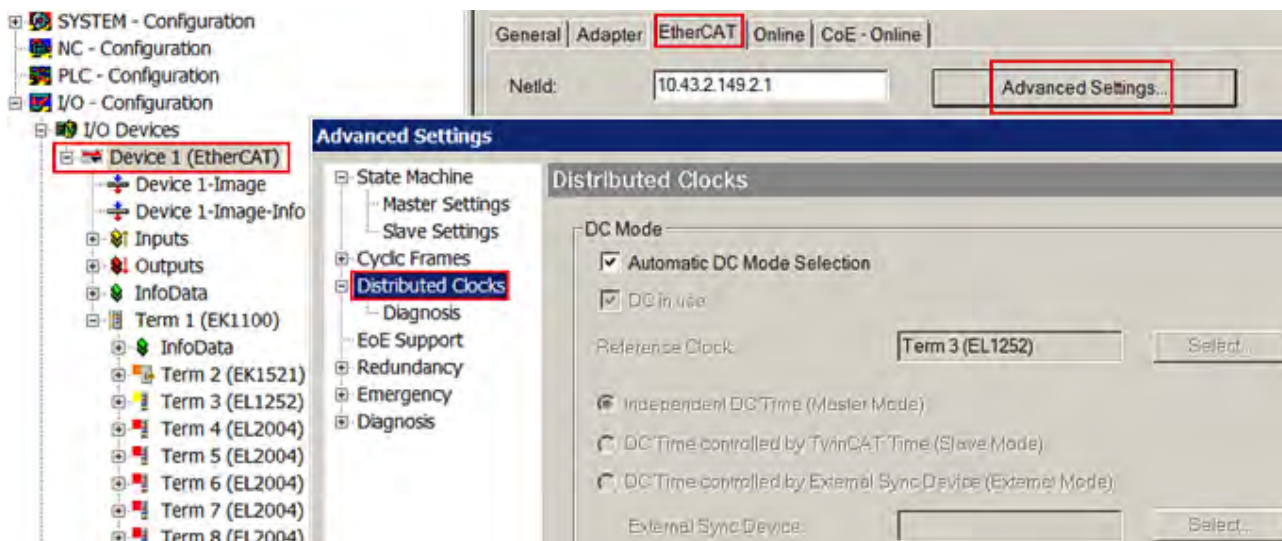 SYSTEM - Configuration
NC - Configuration
PLC - Configuration
I/O - Configuration
I/O Devices
Device 1 (EtherCAT)
Device 1-Image
Device 1-Image-Info
Inputs
Outputs
InfoData
Term 1 (EK1100)
InfoData
Term 2 (EK1521)
Term 3 (EL1252)
Term 4 (EL2004)
Term 5 (EL2004)
Term 6 (EL2004)
Term 7 (EL2004)
Term 8 (EL2004)
General Adapter EtherCAT Online CoE - Online
NetId: 10.43.2.149.2.1 Advanced Settings...
Advanced Settings
State Machine
Master Settings
Slave Settings
Cyclic Frames
Distributed Clocks
Diagnosis
EoE Support
Redundancy
Emergency
Diagnosis
Distributed Clocks
DC Mode
Automatic DC Mode Selection
DC in use
Reference Clock: Term 3 (EL1252) Select...
Independent DC Time (Master Mode)
DC Time controlled by TwinCAT Time (Slave Mode)
DC Time controlled by External Sync Device (External Mode)
External Sync Device: Select...